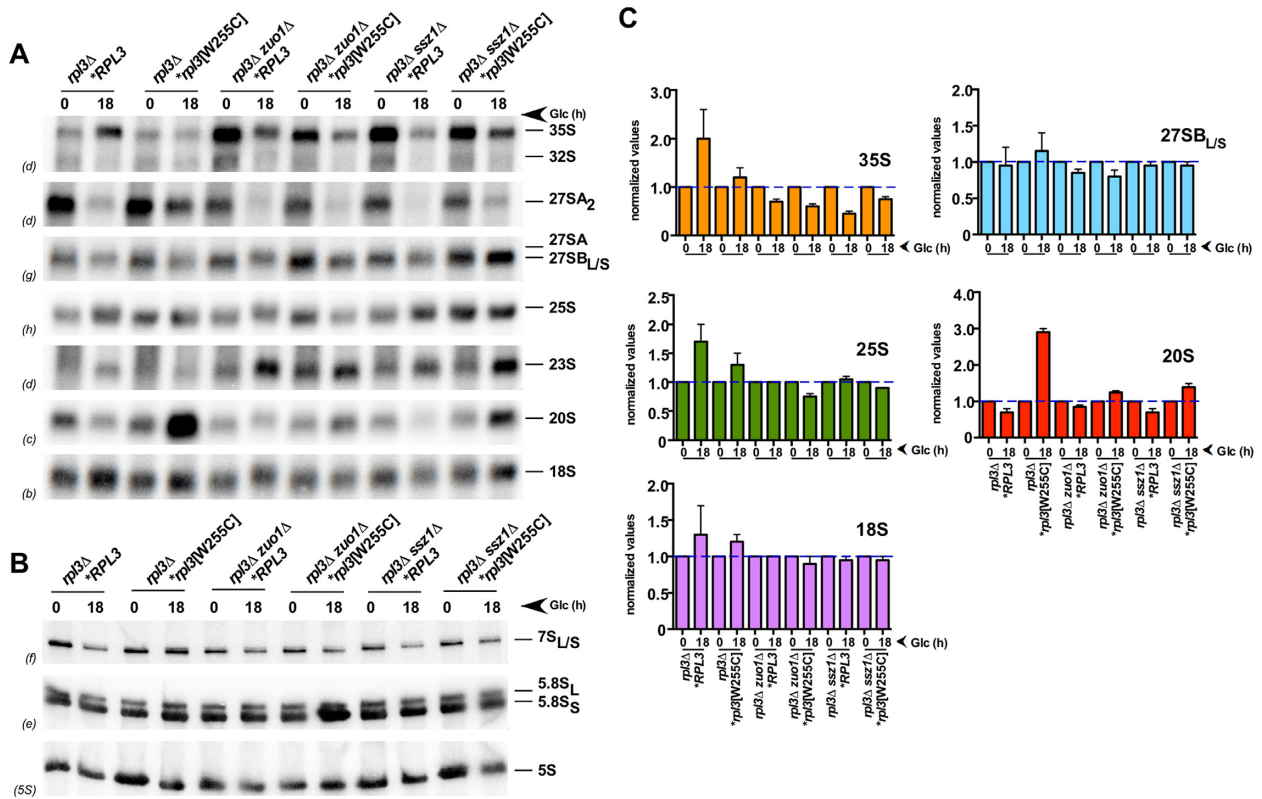 A
rpl3Δ *RPL3
rpl3Δ *rpl3[W255C]
rpl3Δ zuo1Δ *RPL3
rpl3Δ zuo1Δ *rpl3[W255C]
rpl3Δ ssz1Δ *RPL3
rpl3Δ ssz1Δ *rpl3[W255C]
0 18 0 18 0 18 0 18 0 18 0 18
Glc (h)
35S
32S
(d)
27SA2
(d)
27SA
27SBL/S
(g)
25S
(h)
23S
(d)
20S
(c)
18S
(b)
B
rpl3Δ *RPL3
rpl3Δ *rpl3[W255C]
rpl3Δ zuo1Δ *RPL3
rpl3Δ zuo1Δ *rpl3[W255C]
rpl3Δ ssz1Δ *RPL3
rpl3Δ ssz1Δ *rpl3[W255C]
0 18 0 18 0 18 0 18 0 18 0 18
Glc (h)
7SL/S
(f)
5.8SL
5.8SS
(e)
5S
(5S)
C
normalized values
3.0
2.0
1.0
0
35S
0 18 0 18 0 18 0 18 0 18 0 18
Glc (h)
normalized values
2.0
1.5
1.0
0.5
0
27SBL/S
0 18 0 18 0 18 0 18 0 18 0 18
Glc (h)
normalized values
2.5
2.0
1.5
1.0
0.5
0
25S
0 18 0 18 0 18 0 18 0 18 0 18
Glc (h)
normalized values
4.0
3.0
2.0
1.0
0
20S
0 18 0 18 0 18 0 18 0 18 0 18
Glc (h)
rpl3Δ *RPL3
rpl3Δ *rpl3[W255C]
rpl3Δ zuo1Δ *RPL3
rpl3Δ zuo1Δ *rpl3[W255C]
rpl3Δ ssz1Δ *RPL3
rpl3Δ ssz1Δ *rpl3[W255C]
normalized values
2.0
1.5
1.0
0.5
0
18S
0 18 0 18 0 18 0 18 0 18 0 18
Glc (h)
rpl3Δ *RPL3
rpl3Δ *rpl3[W255C]
rpl3Δ zuo1Δ *RPL3
rpl3Δ zuo1Δ *rpl3[W255C]
rpl3Δ ssz1Δ *RPL3
rpl3Δ ssz1Δ *rpl3[W255C]